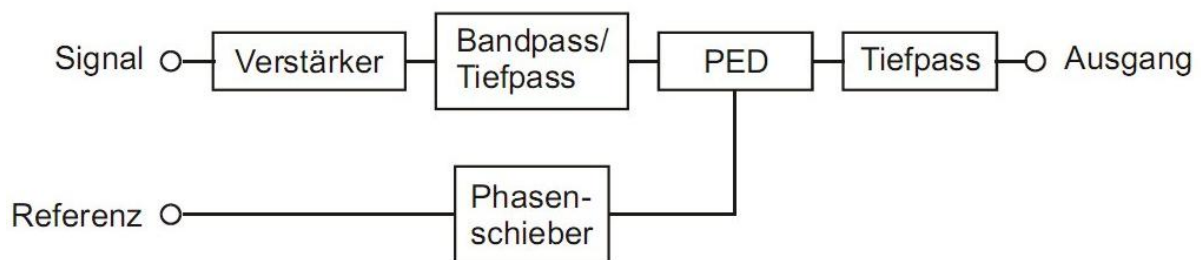 Signal
Verstärker
Bandpass/
Tiefpass
PED
Tiefpass
Ausgang
Referenz
Phasen-
schieber